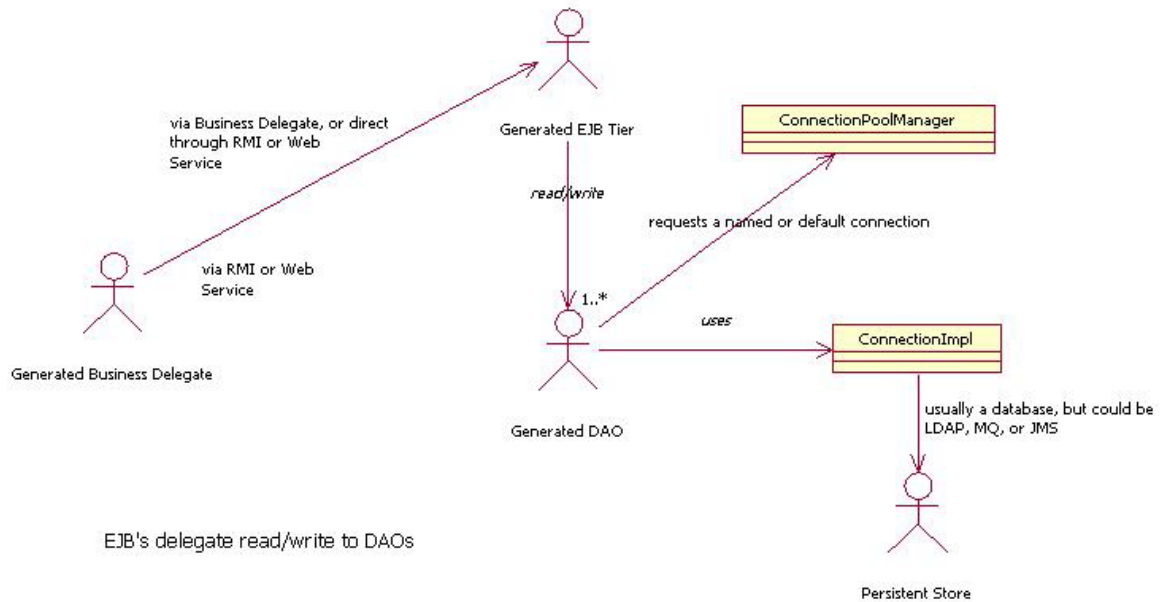 via Business Delegate, or direct
through RMI or Web
Service
Generated EJB Tier
ConnectionPoolManager
read/write
requests a named or default connection
via RMI or Web
Service
1..*
uses
ConnectionImpl
Generated Business Delegate
Generated DAO
usually a database, but could be
LDAP, MQ, or JMS
EJB's delegate read/write to DAOs
Persistent Store